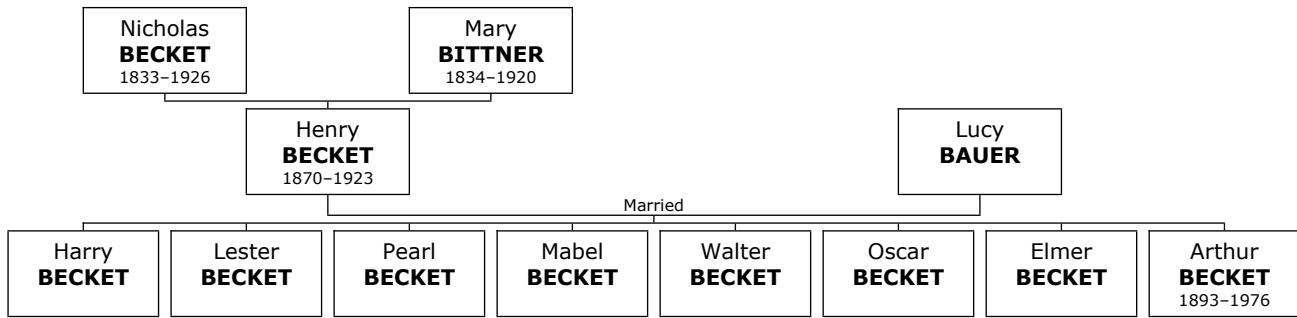 Nicholas
BECKET
1833–1926
Mary
BITTNER
1834–1920
Henry
BECKET
1870–1923
Lucy
BAUER
Married
Harry
BECKET
Lester
BECKET
Pearl
BECKET
Mabel
BECKET
Walter
BECKET
Oscar
BECKET
Elmer
BECKET
Arthur
BECKET
1893–1976